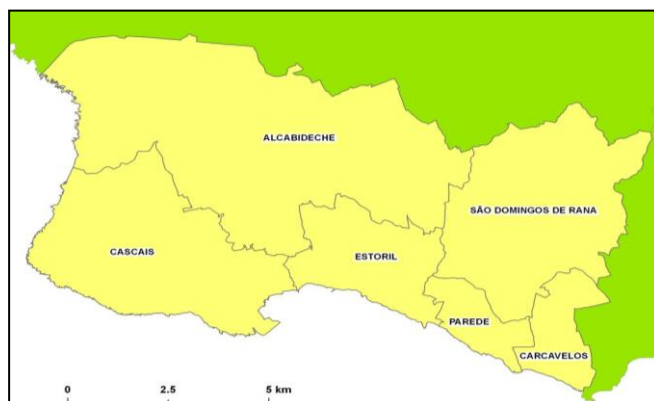 ALCABIDECHE
SÃO DOMINGOS DE RANA
CASCAIS
ESTORIL
PAREDE
CARCAVELOS
0 2.5 5 km